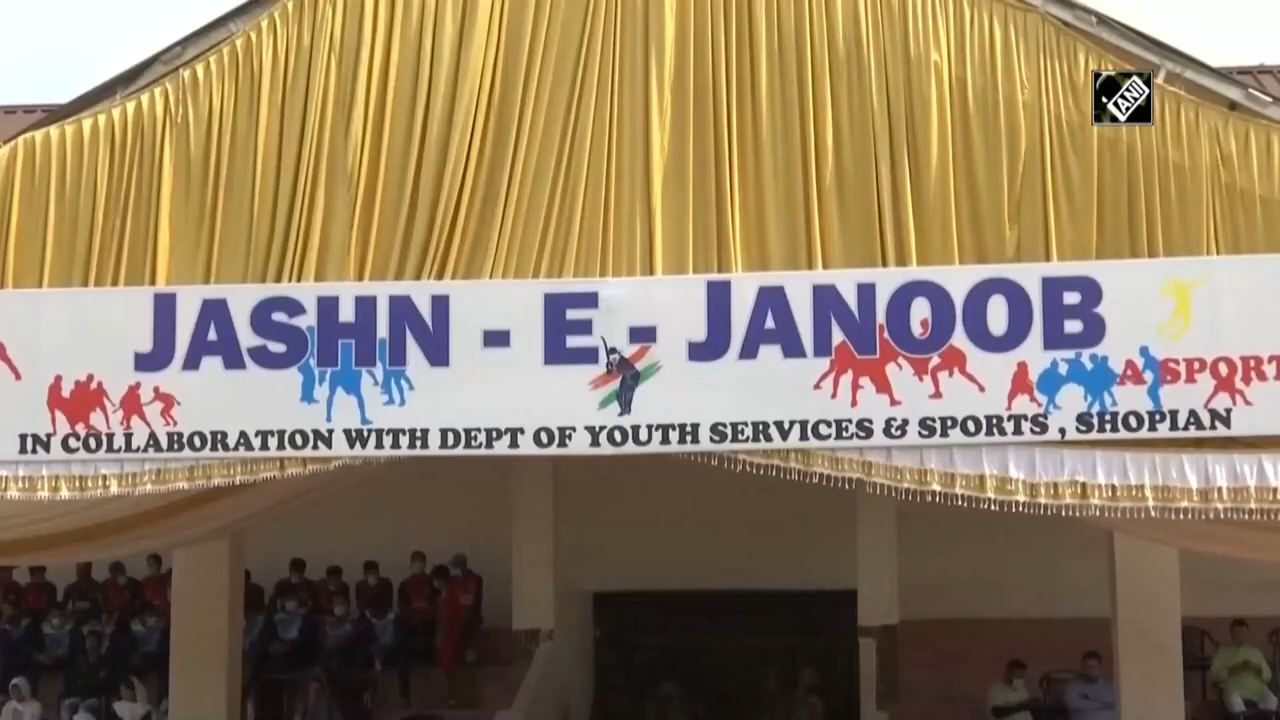 ANI
JASHN - E - JANOOB
A SPORT
IN COLLABORATION WITH DEPT OF YOUTH SERVICES & SPORTS , SHOPIAN